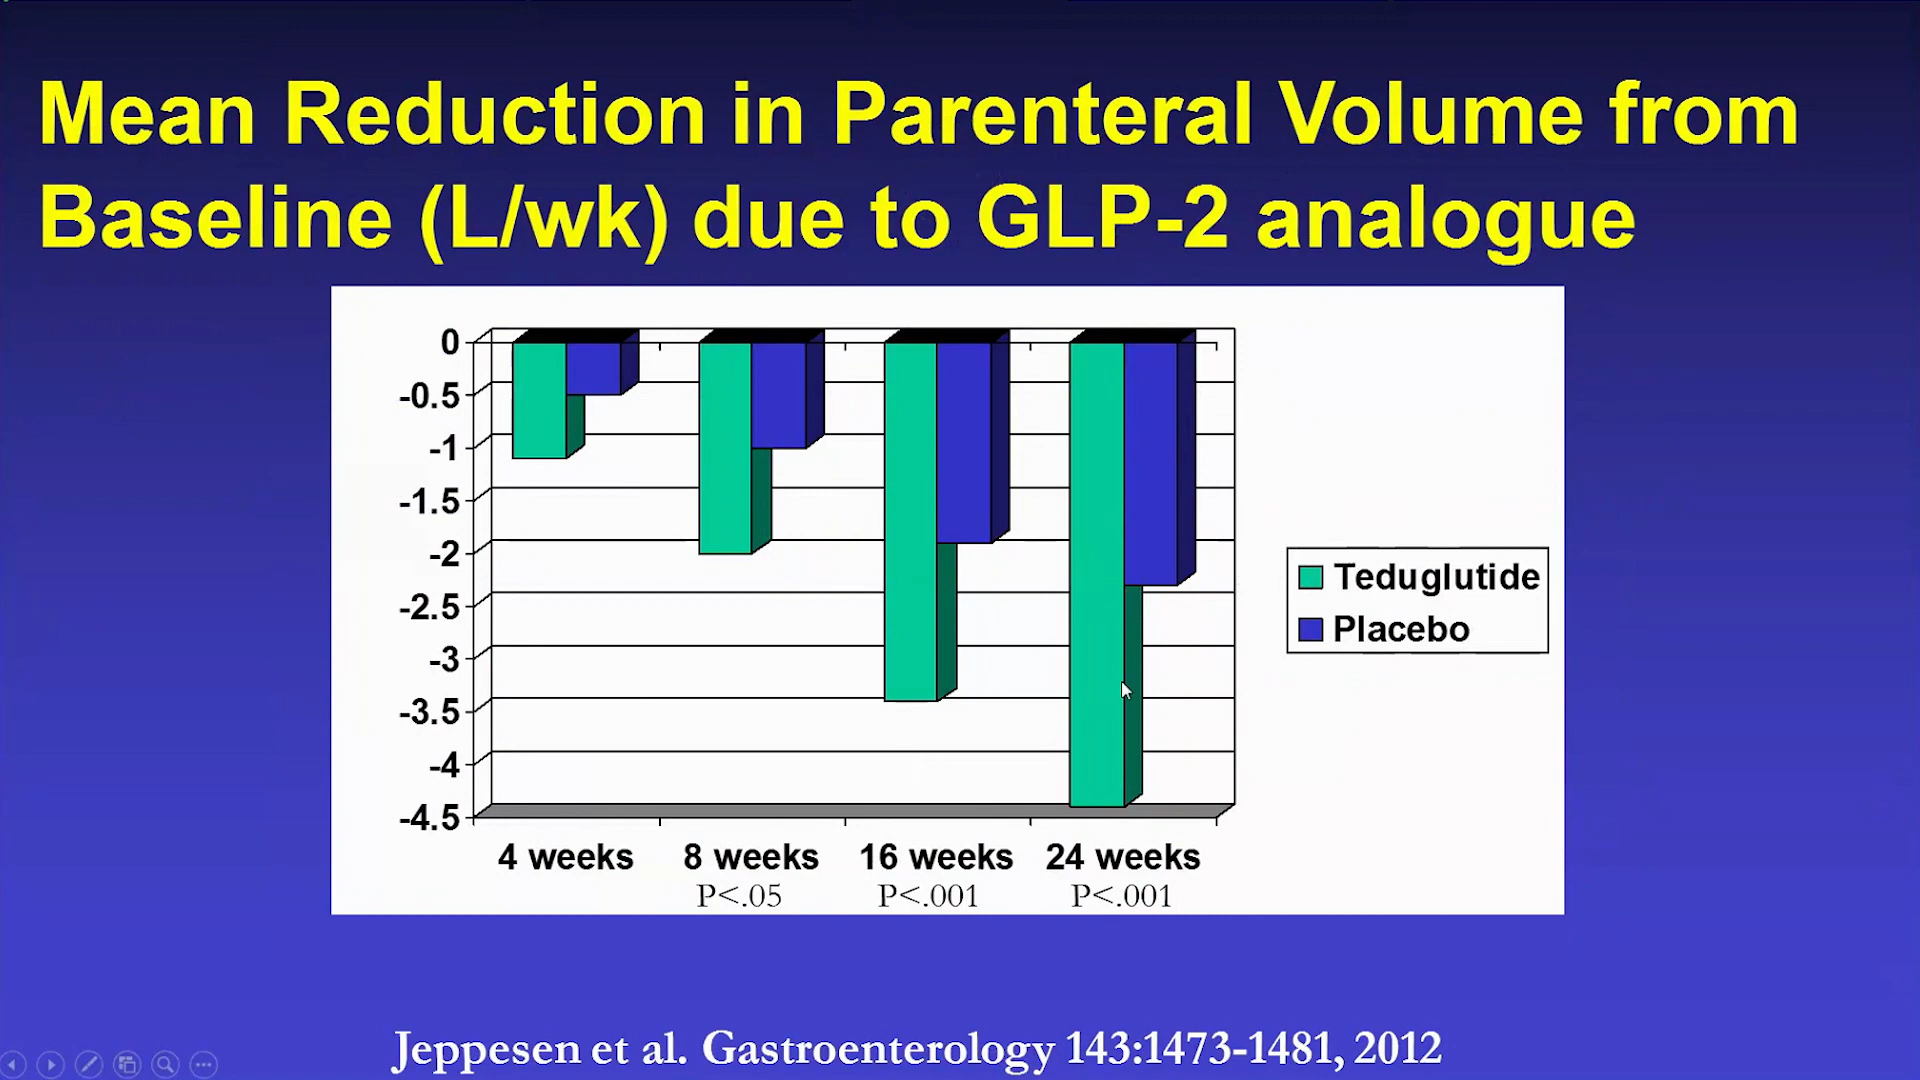 Mean Reduction in Parenteral Volume from
Baseline (L/wk) due to GLP-2 analogue
0
-0.5
-1
-1.5
-2
-2.5
-3
-3.5
-4
-4.5
Teduglutide
Placebo
4 weeks 8 weeks 16 weeks 24 weeks
P<.05 P<.001 P<.001
Jeppesen et al. Gastroenterology 143:1473-1481, 2012